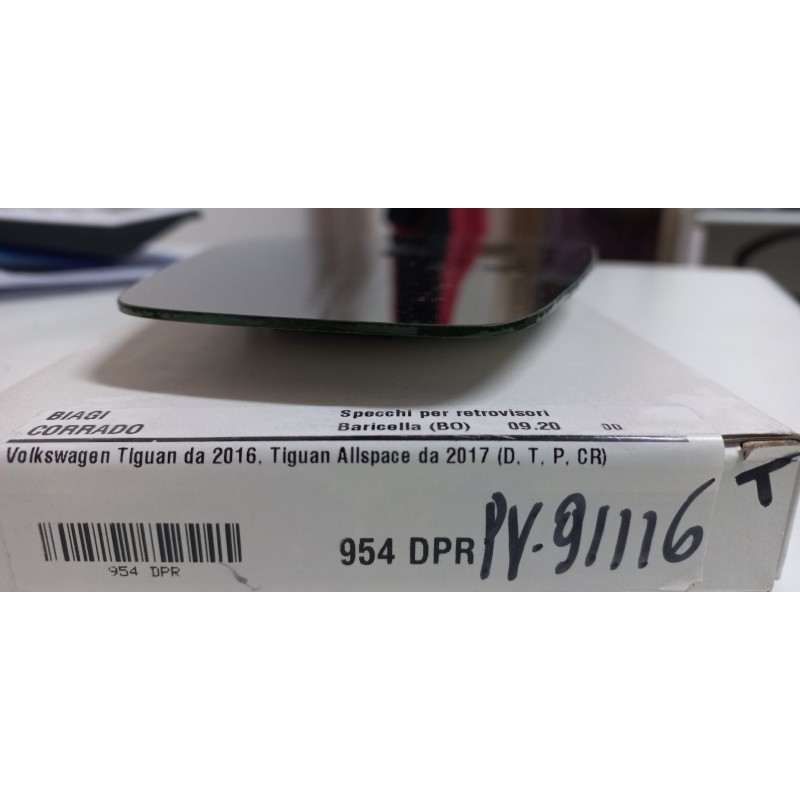 BIAGI
CORRADO
Specchi per retrovisori
Baricella (BO) 09.20 00
Volkswagen Tiguan da 2016, Tiguan Allspace da 2017 (D, T, P, CR)
954 DPR
954 DPR
PV-91116
T